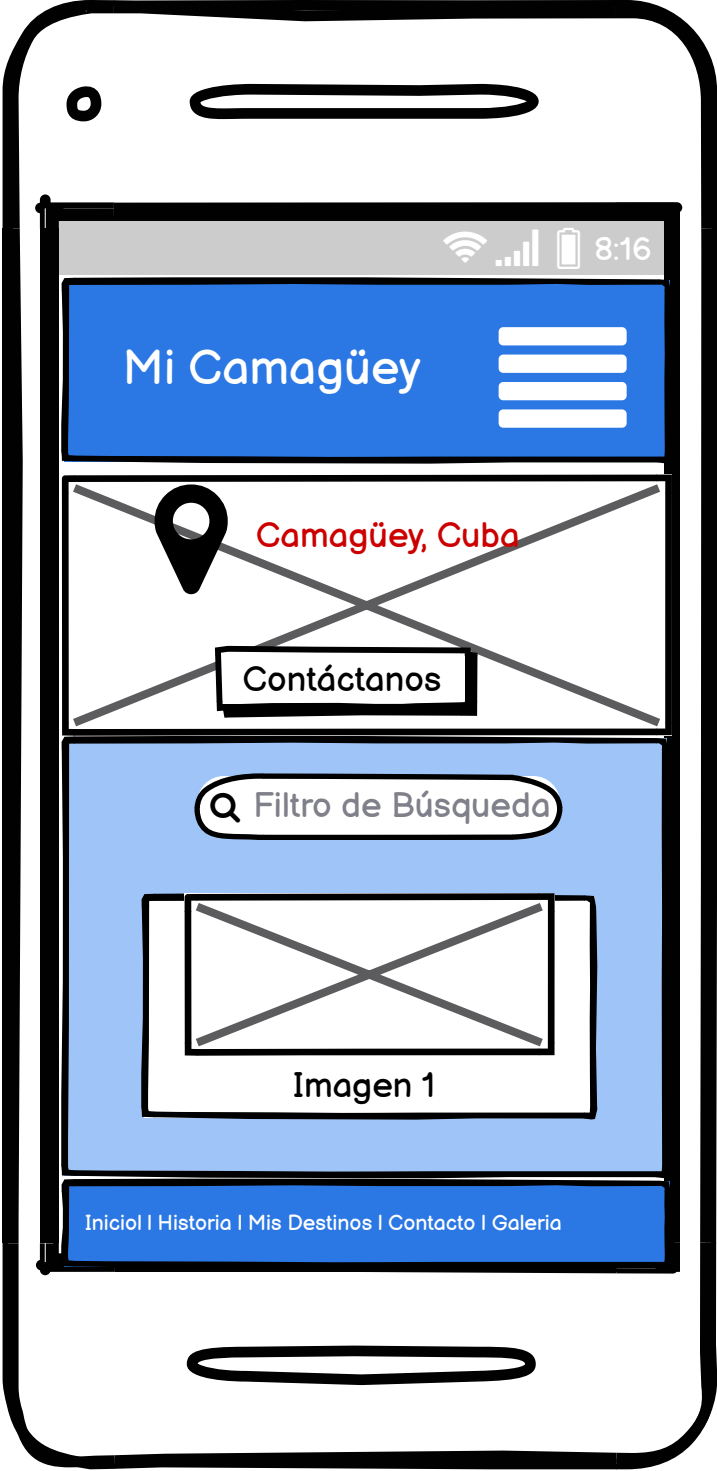 8:16
Mi Camagüey
Camagüey, Cuba
Contáctanos
Filtro de Búsqueda
Imagen 1
Iniciol l Historia l Mis Destinos l Contacto l Galeria